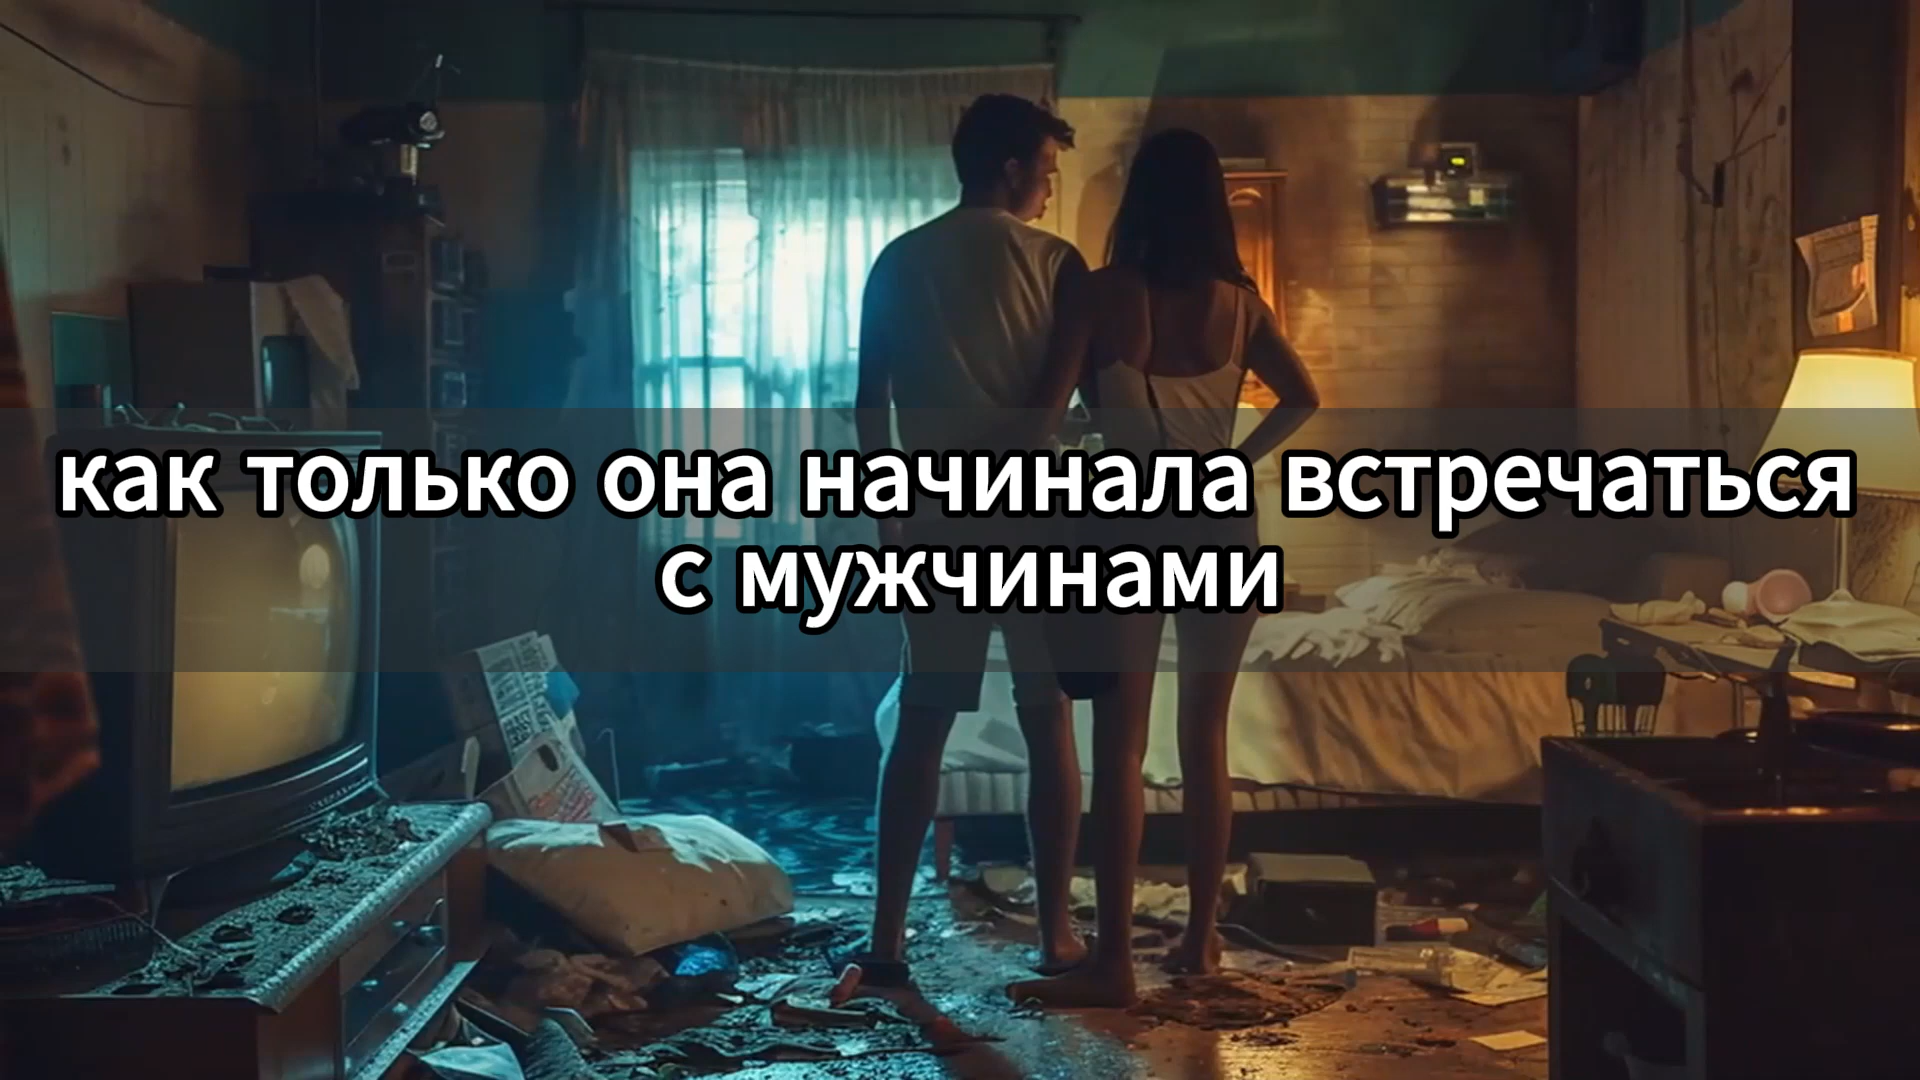 как только она начинала встречаться
с мужчинами